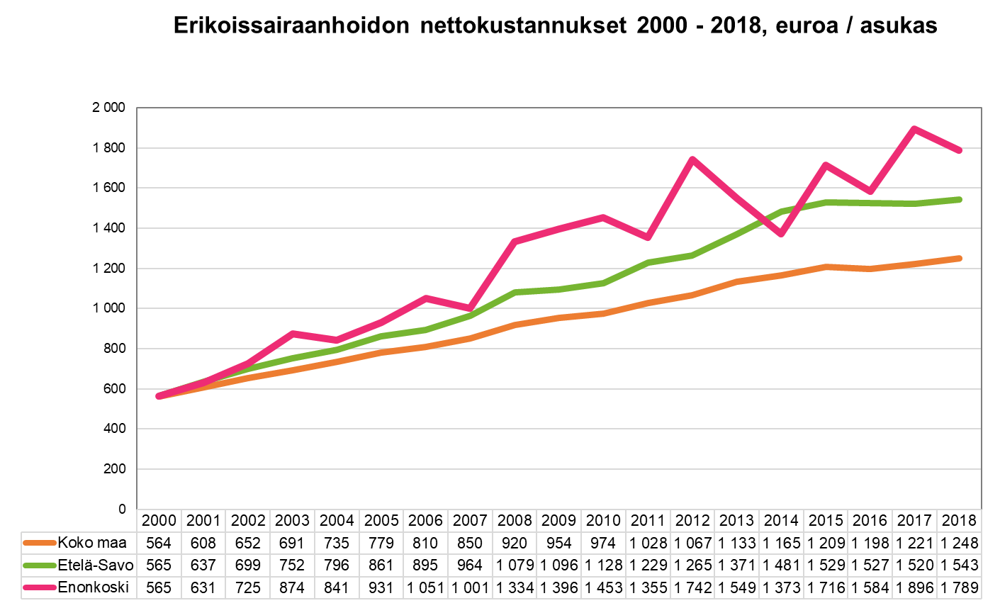 Erikoissairaanhoidon nettokustannukset 2000 - 2018, euroa / asukas
2 000
1 800
1 600
1 400
1 200
1 000
800
600
400
200
0
2000 2001 2002 2003 2004 2005 2006 2007 2008 2009 2010 2011 2012 2013 2014 2015 2016 2017 2018
Koko maa 564 608 652 691 735 779 810 850 920 954 974 1 028 1 067 1 133 1 165 1 209 1 198 1 221 1 248
Etelä-Savo 565 637 699 752 796 861 895 964 1 079 1 096 1 128 1 229 1 265 1 371 1 481 1 529 1 527 1 520 1 543
Enonkoski 565 631 725 874 841 931 1 051 1 001 1 334 1 396 1 453 1 355 1 742 1 549 1 373 1 716 1 584 1 896 1 789